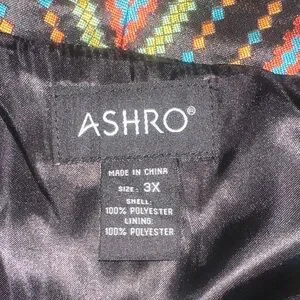 ASHRO®
MADE IN CHINA
SIZE: 3X
SHELL:
100% POLYESTER
LINING:
100% POLYESTER